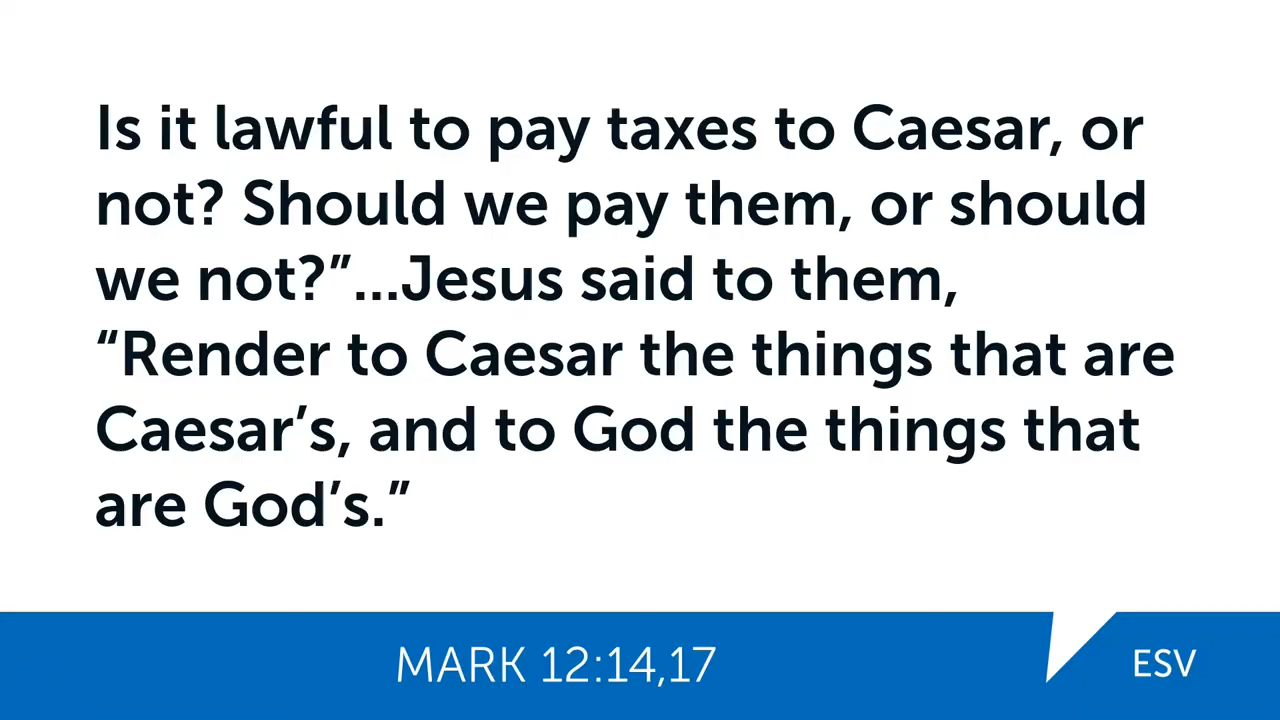 Is it lawful to pay taxes to Caesar, or
not? Should we pay them, or should
we not?”...Jesus said to them,
“Render to Caesar the things that are
Caesar’s, and to God the things that
are God’s.”
MARK 12:14,17
ESV